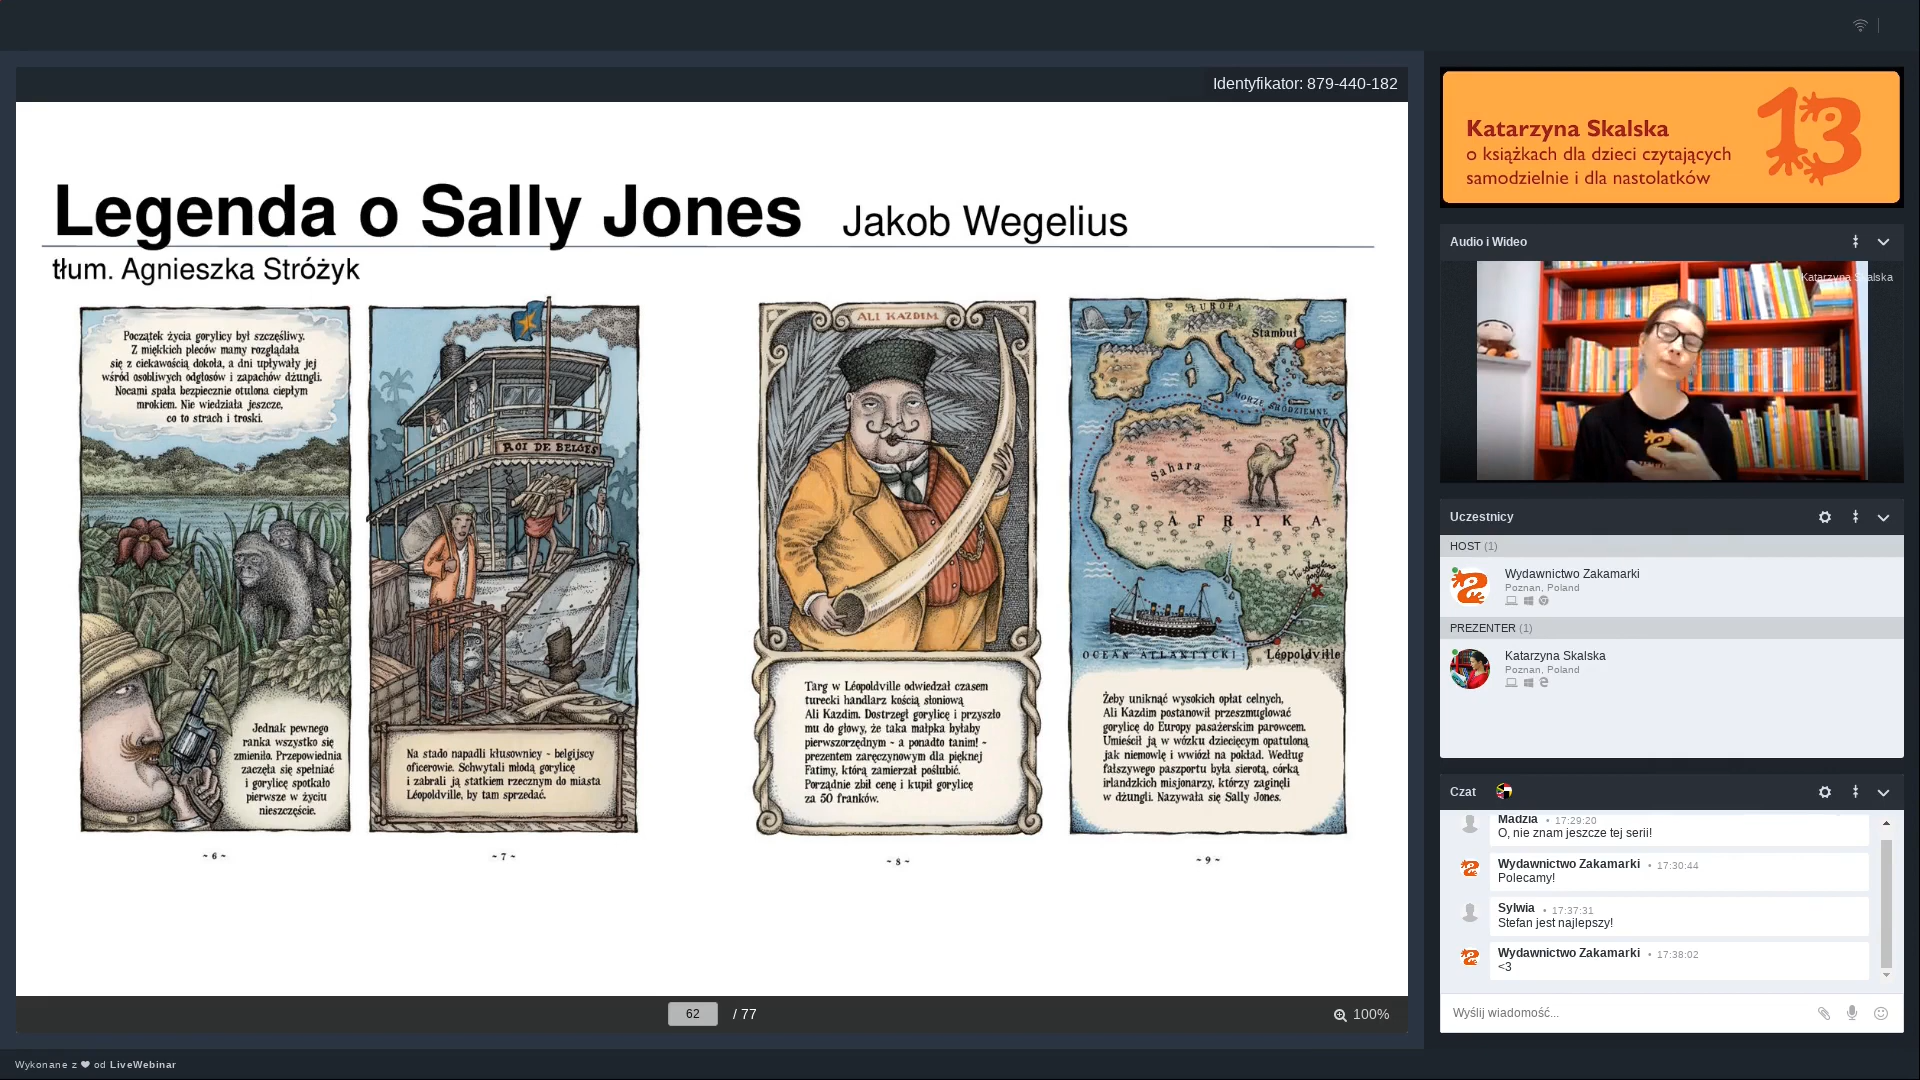 Identyfikator: 879-440-182
Legenda o Sally Jones Jakob Wegelius
tłum. Agnieszka Stróżyk
Początek życia gorylicy był szczęśliwy.
Z miękkich pleców mamy rozglądała
się z ciekawością dokoła, a dni upływały jej
wśród osobliwych odgłosów i zapachów dżungli.
Nocami spała bezpiecznie otulona ciepłym
mrokiem. Nie wiedziała jeszcze,
co to strach i troski.
Jednak pewnego
ranka wszystko się
zmieniło. Przepowiednia
zaczęła się spełniać
i gorylicę spotkało
pierwsze w życiu
nieszczęście.
~ 6 ~
ROI DE BELGES
Na stado napadli kłusownicy - belgijscy
oficerowie. Schwytali młodą gorylicę
i zabrali ją statkiem rzecznym do miasta
Léopoldville, by tam sprzedać.
~ 7 ~
ALI KAZDIM
Targ w Léopoldville odwiedzał czasem
turecki handlarz kością słoniową
Ali Kazdim. Dostrzegł gorylicę i przyszło
mu do głowy, że taka małpka byłaby
pierwszorzędnym - a ponadto tanim! -
prezentem zaręczynowym dla pięknej
Fatimy, którą zamierzał poślubić.
Porządnie zbił cenę i kupił gorylicę
za 50 franków.
~ 8 ~
EUROPA
Stambuł
MORZE ŚRÓDZIEMNE
Sahara
AFRYKA
Tu schwytano
gorylicę
OCEAN ATLANTYCKI
Léopoldville
Żeby uniknąć wysokich opłat celnych,
Ali Kazdim postanowił przeszmuglować
gorylicę do Europy pasażerskim parowcem.
Umieścił ją w wózku dziecięcym opatuloną
jak niemowlę i wwiózł na pokład. Według
fałszywego paszportu była sierotą, córką
irlandzkich misjonarzy, którzy zaginęli
w dżungli. Nazywała się Sally Jones.
~ 9 ~
62 / 77
100%
Wykonane z ❤ od LiveWebinar
Katarzyna Skalska
o książkach dla dzieci czytających
samodzielnie i dla nastolatków
13
Audio i Wideo
Katarzyna Skalska
Uczestnicy
HOST (1)
Wydawnictwo Zakamarki
Poznan, Poland
PREZENTER (1)
Katarzyna Skalska
Poznan, Poland
Czat
Madzia • 17:29:20
O, nie znam jeszcze tej serii!
Wydawnictwo Zakamarki • 17:30:44
Polecamy!
Sylwia • 17:37:31
Stefan jest najlepszy!
Wydawnictwo Zakamarki • 17:38:02
<3
Wyślij wiadomość...